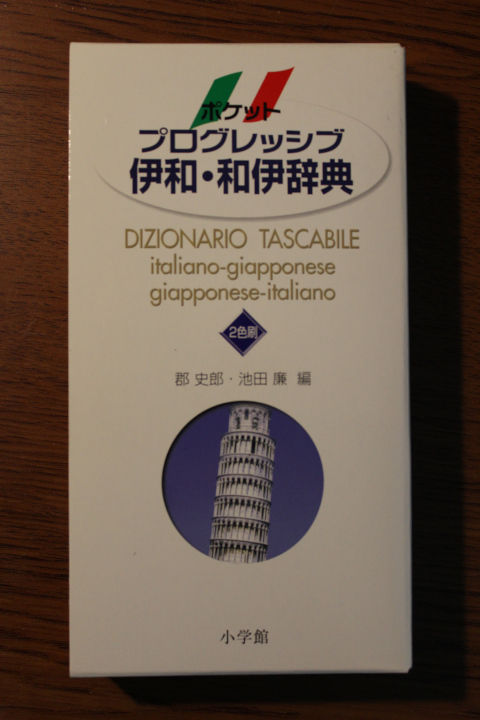 ポケット
プログレッシブ
伊和・和伊辞典
DIZIONARIO TASCABILE
italiano-giapponese
giapponese-italiano
2色刷
郡 史郎・池田 廉 編
小学館